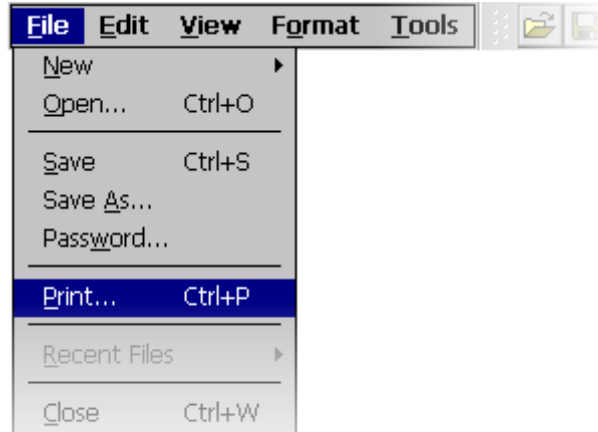 File Edit View Format Tools
New
Open... Ctrl+O
Save Ctrl+S
Save As...
Password...
Print... Ctrl+P
Recent Files
Close Ctrl+W